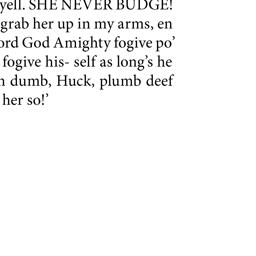 yell. SHE NEVER BUDGE!
grab her up in my arms, en
ord God Amighty fogive po’
fogive his- self as long’s he
n dumb, Huck, plumb deef
her so!’